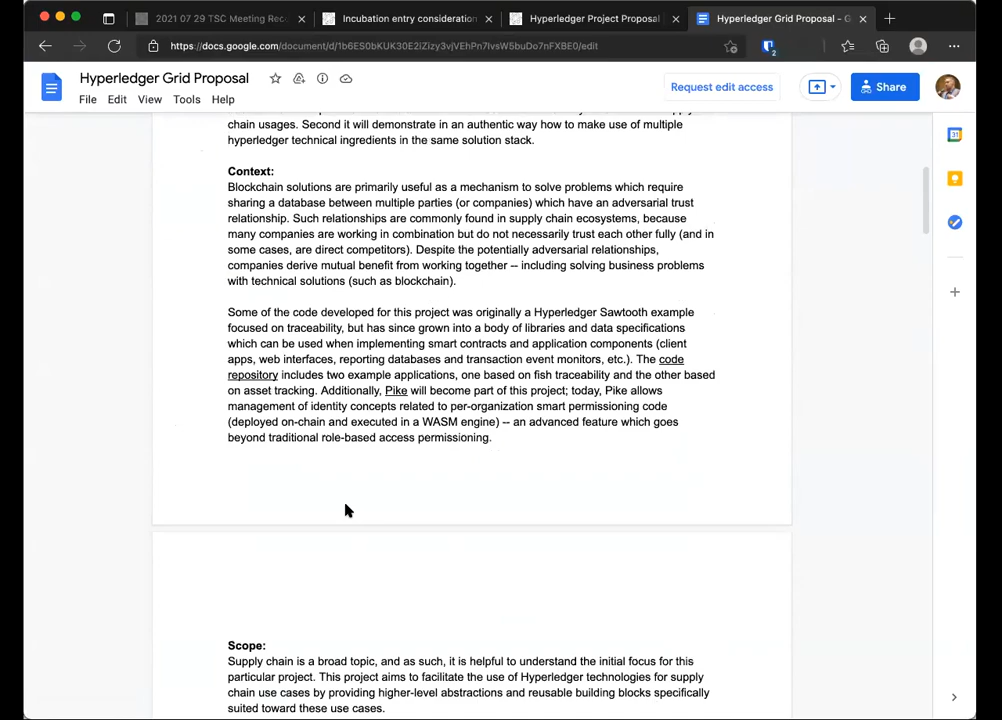 2021 07 29 TSC Meeting Rec
Incubation entry consideration
Hyperledger Project Proposal
Hyperledger Grid Proposal - G
https://docs.google.com/document/d/1b6ES0bKUK30E2iZizy3vjVEhPn7IvsW5buDo7nFXBE0/edit
2
Hyperledger Grid Proposal
File Edit View Tools Help
Request edit access
Share
31
chain usages. Second it will demonstrate in an authentic way how to make use of multiple
hyperledger technical ingredients in the same solution stack.
Context:
Blockchain solutions are primarily useful as a mechanism to solve problems which require
sharing a database between multiple parties (or companies) which have an adversarial trust
relationship. Such relationships are commonly found in supply chain ecosystems, because
many companies are working in combination but do not necessarily trust each other fully (and in
some cases, are direct competitors). Despite the potentially adversarial relationships,
companies derive mutual benefit from working together -- including solving business problems
with technical solutions (such as blockchain).
Some of the code developed for this project was originally a Hyperledger Sawtooth example
focused on traceability, but has since grown into a body of libraries and data specifications
which can be used when implementing smart contracts and application components (client
apps, web interfaces, reporting databases and transaction event monitors, etc.). The code
repository includes two example applications, one based on fish traceability and the other based
on asset tracking. Additionally, Pike will become part of this project; today, Pike allows
management of identity concepts related to per-organization smart permissioning code
(deployed on-chain and executed in a WASM engine) -- an advanced feature which goes
beyond traditional role-based access permissioning.
Scope:
Supply chain is a broad topic, and as such, it is helpful to understand the initial focus for this
particular project. This project aims to facilitate the use of Hyperledger technologies for supply
chain use cases by providing higher-level abstractions and reusable building blocks specifically
suited toward these use cases.